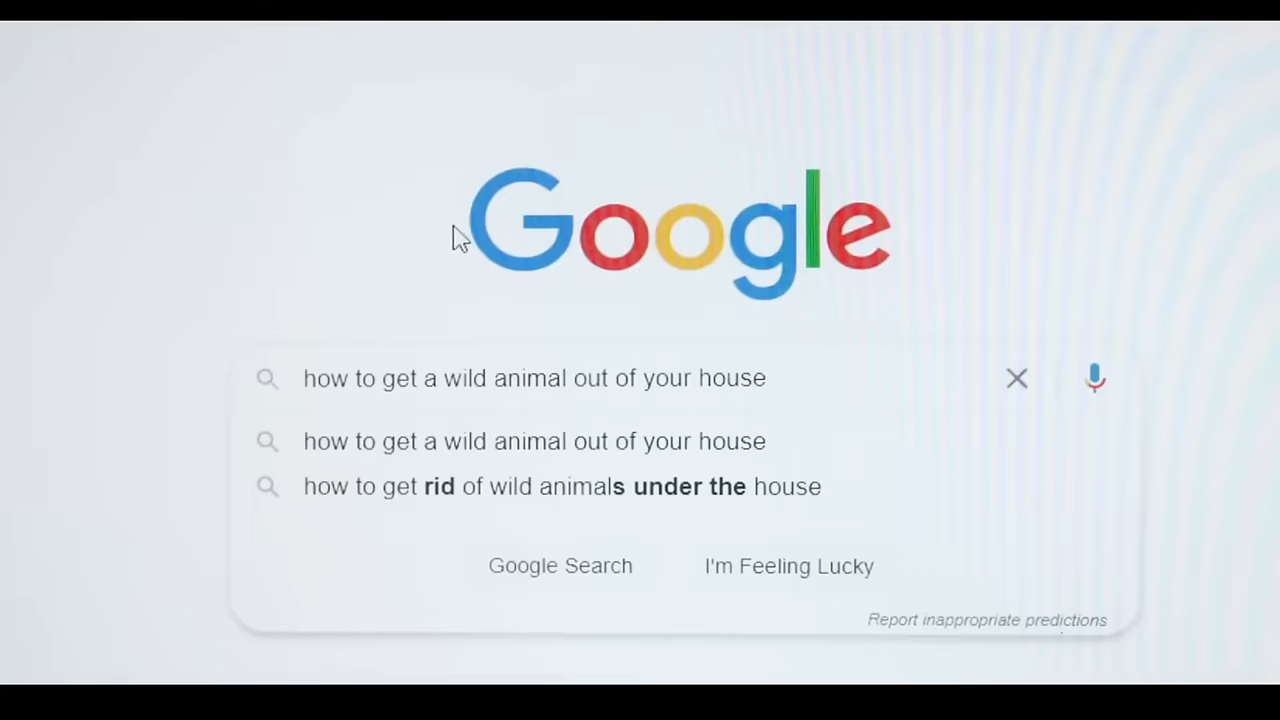 Google
how to get a wild animal out of your house
how to get a wild animal out of your house
how to get rid of wild animals under the house
Google Search I'm Feeling Lucky
Report inappropriate predictions